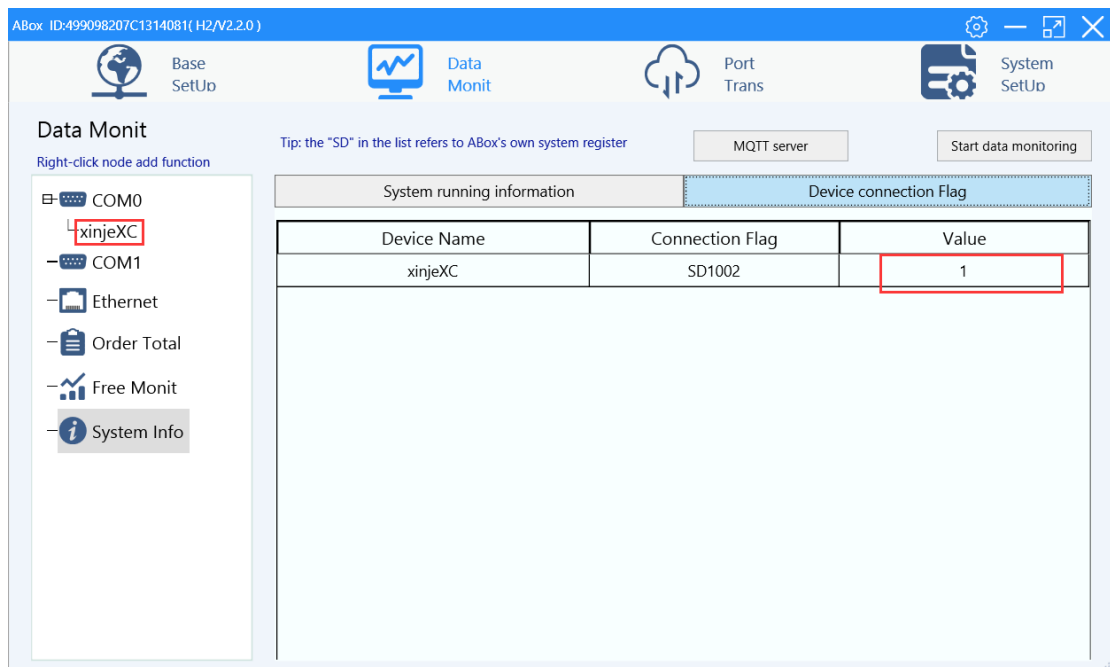 ABox ID:499098207C1314081( H2/V2.2.0 )
Base
SetUp
Data
Monit
Port
Trans
System
SetUp
Data Monit
Right-click node add function
Tip: the "SD" in the list refers to ABox's own system register
MQTT server
Start data monitoring
COM0
xinjeXC
COM1
Ethernet
Order Total
Free Monit
System Info
System running information
Device connection Flag
Device Name Connection Flag Value
xinjeXC SD1002 1